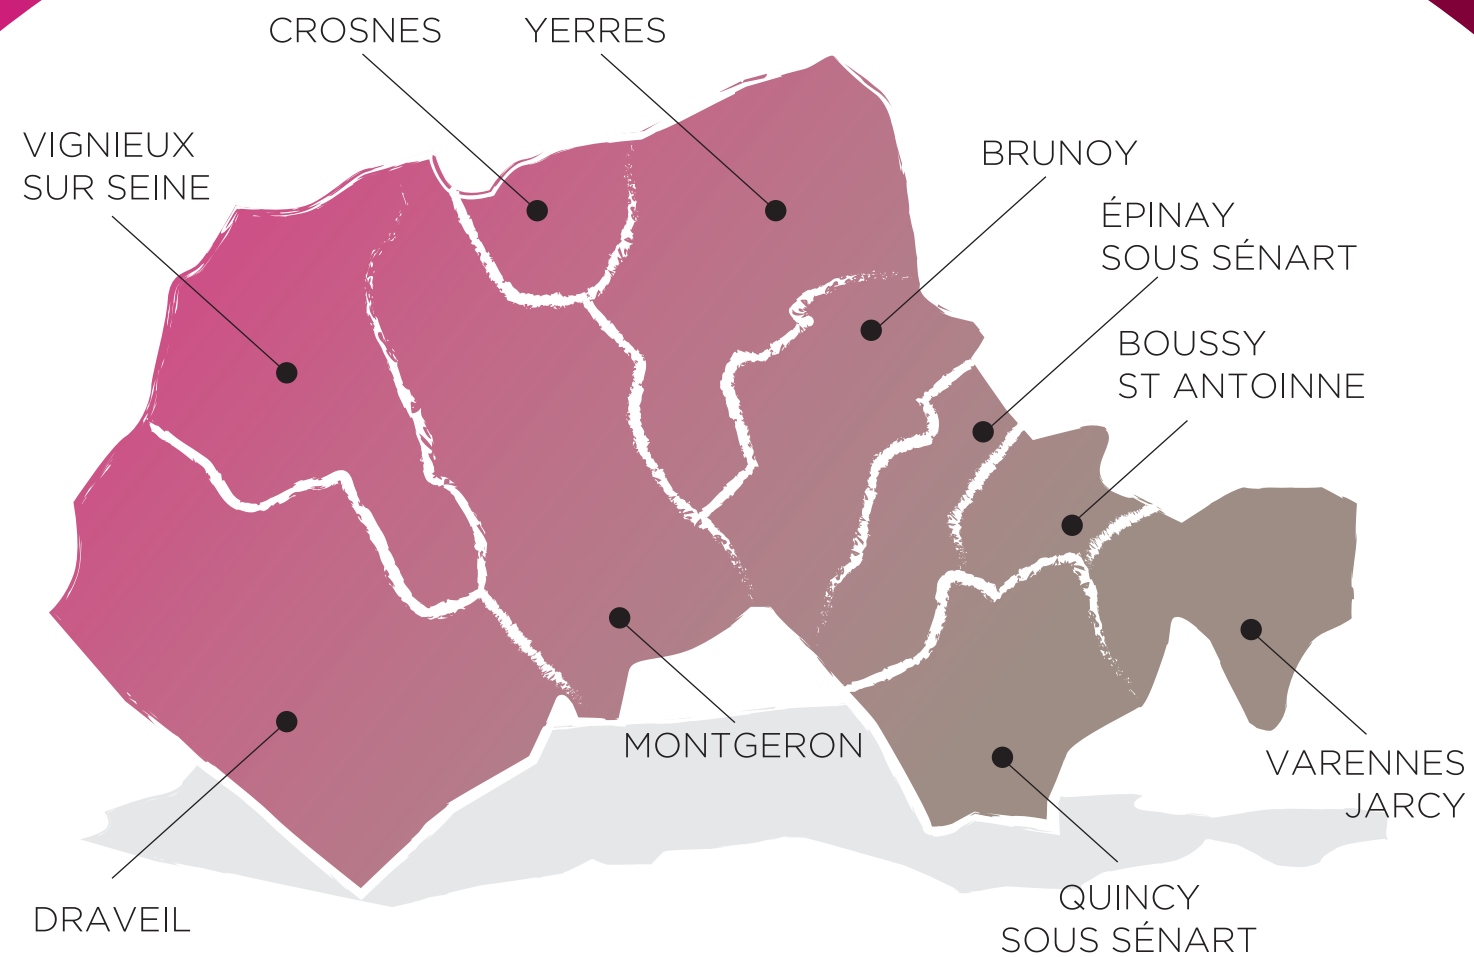 CROSNES
YERRES
VIGNIEUX
SUR SEINE
BRUNOY
ÉPINAY
SOUS SÉNART
BOUSSY
ST ANTOINNE
MONTGERON
VARENNES
JARCY
DRAVEIL
QUINCY
SOUS SÉNART